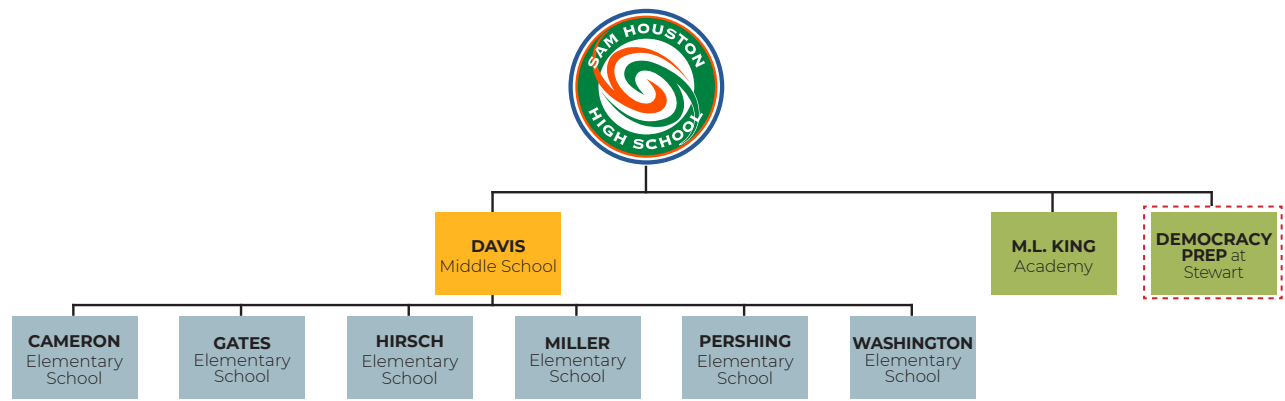 SAM HOUSTON
HIGH SCHOOL
DAVIS
Middle School
M.L. KING
Academy
DEMOCRACY
PREP at
Stewart
CAMERON
Elementary
School
GATES
Elementary
School
HIRSCH
Elementary
School
MILLER
Elementary
School
PERSHING
Elementary
School
WASHINGTON
Elementary
School